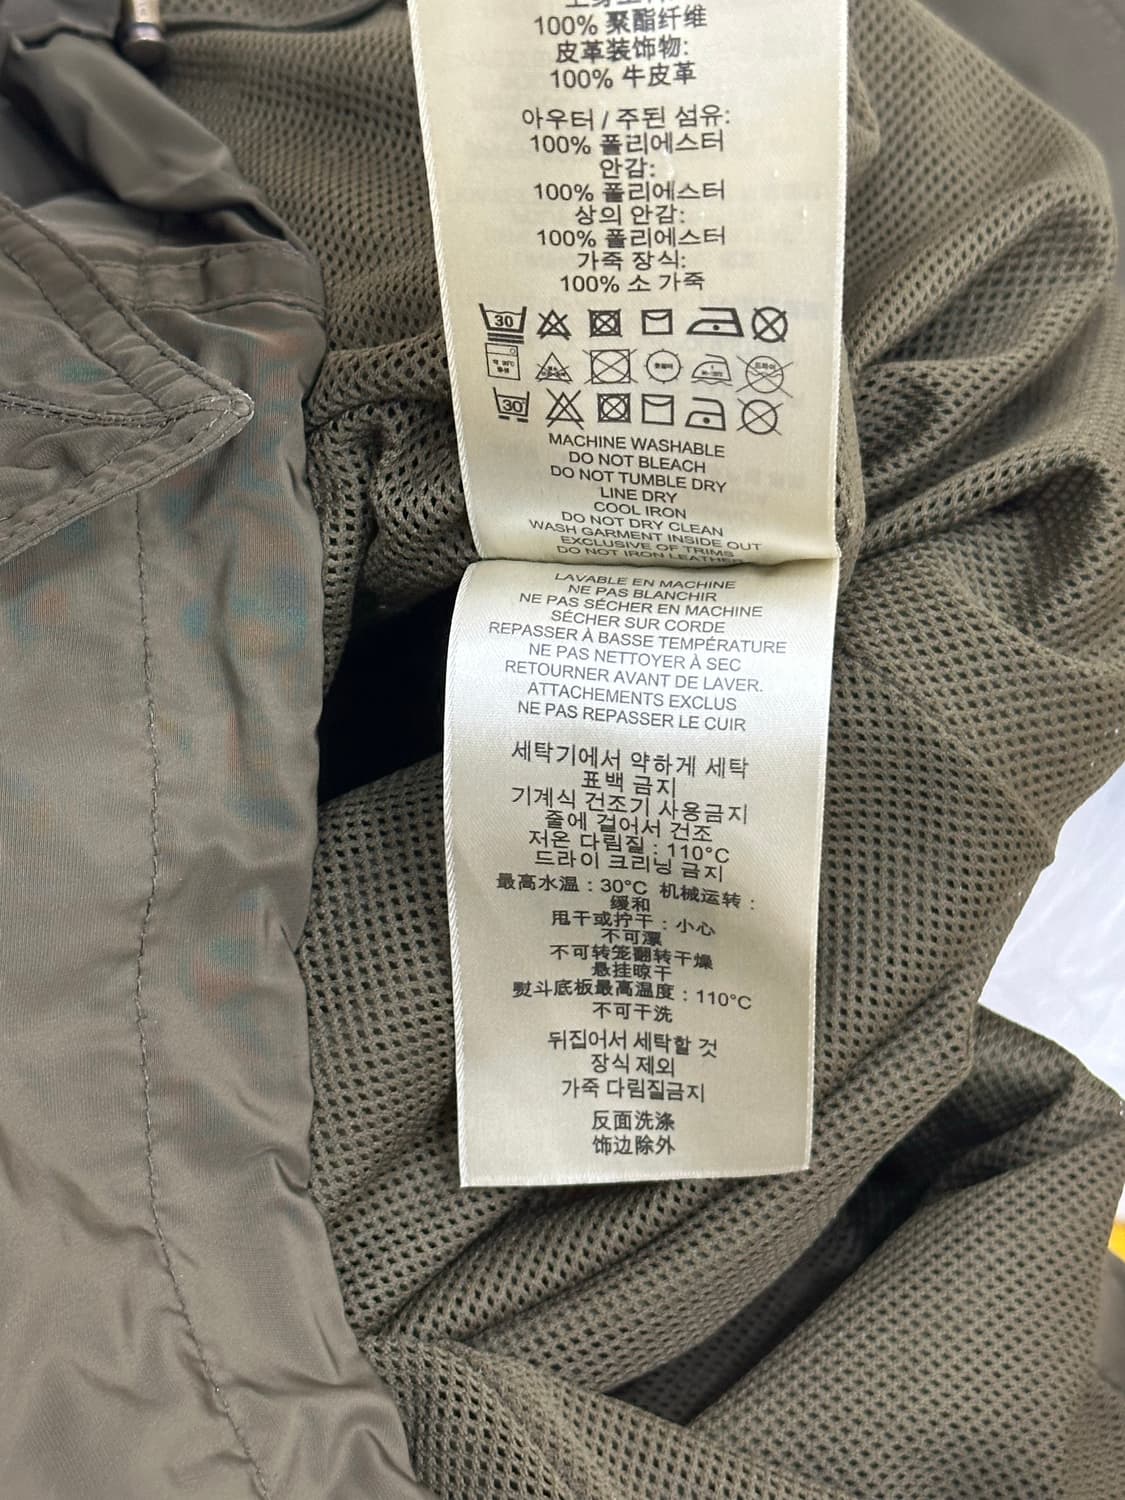 100% 聚酯纤维
皮革装饰物:
100% 牛皮革
아우터 / 주된 섬유:
100% 폴리에스터
안감:
100% 폴리에스터
상의 안감:
100% 폴리에스터
가죽 장식:
100% 소 가죽
30
30
MACHINE WASHABLE
DO NOT BLEACH
DO NOT TUMBLE DRY
LINE DRY
COOL IRON
DO NOT DRY CLEAN
WASH GARMENT INSIDE OUT
EXCLUSIVE OF TRIMS
DO NOT IRON LEATHER
LAVABLE EN MACHINE
NE PAS BLANCHIR
NE PAS SÉCHER EN MACHINE
SÉCHER SUR CORDE
REPASSER À BASSE TEMPÉRATURE
NE PAS NETTOYER À SEC
RETOURNER AVANT DE LAVER.
ATTACHEMENTS EXCLUS
NE PAS REPASSER LE CUIR
세탁기에서 약하게 세탁
표백 금지
기계식 건조기 사용금지
줄에 걸어서 건조
저온 다림질 : 110°C
드라이 크리닝 금지
最高水温 : 30°C 机械运转 :
缓和
甩干或拧干 : 小心
不可漂
不可转笼翻转干燥
悬挂晾干
熨斗底板最高温度 : 110°C
不可干洗
뒤집어서 세탁할 것
장식 제외
가죽 다림질금지
反面洗涤
饰边除外